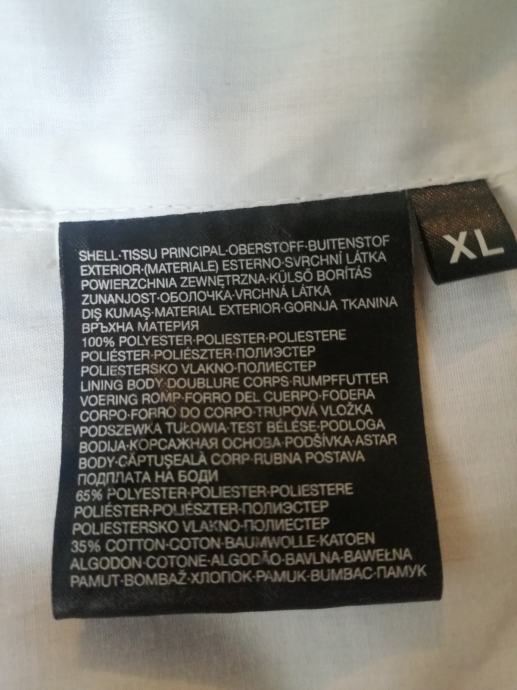 SHELL·TISSU PRINCIPAL·OBERSTOFF·BUITENSTOF
EXTERIOR·(MATERIALE) ESTERNO·SVRCHNÍ LÁTKA
POWIERZCHNIA ZEWNĘTRZNA·KÜLSŐ BORÍTÁS
ZUNANJOST·ОБОЛОЧКА·VRCHNÁ LÁTKA
DIŞ KUMAŞ·MATERIAL EXTERIOR·GORNJA TKANINA
ВРЪХНА МАТЕРИЯ
100% POLYESTER·POLIESTER·POLIESTERE
POLIÉSTER·POLIÉSZTER·ПОЛИЭСТЕР
POLIESTERSKO VLAKNO·ПОЛИЕСТЕР
LINING BODY·DOUBLURE CORPS·RUMPFFUTTER
VOERING ROMP·FORRO DEL CUERPO·FODERA
CORPO·FORRO DO CORPO·TRUPOVÁ VLOŽKA
PODSZEWKA TUŁOWIA·TEST BÉLÉSE·PODLOGA
BODIJA·КОРСАЖНАЯ ОСНОВА·PODŠÍVKA·ASTAR
BODY·CĂPTUŞEALĂ CORP·RUBNA POSTAVA
ПОДПЛАТА НА БОДИ
65% POLYESTER·POLIESTER·POLIESTERE
POLIÉSTER·POLIÉSZTER·ПОЛИЭСТЕР
POLIESTERSKO VLAKNO·ПОЛИЕСТЕР
35% COTTON·COTON·BAUMWOLLE·KATOEN
ALGODON·COTONE·ALGODÃO·BAVLNA·BAWEŁNA
PAMUT·BOMBAŽ·ХЛОПОК·PAMUK·BUMBAC·ПАМУК
XL